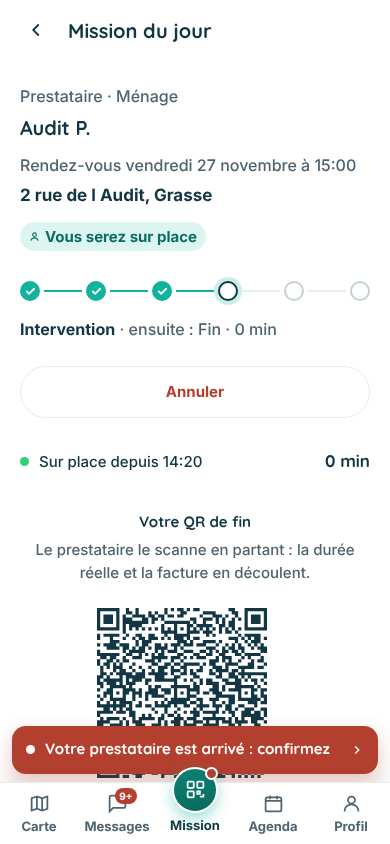 Mission du jour
Prestataire · Ménage
Audit P.
Rendez-vous vendredi 27 novembre à 15:00
2 rue de l Audit, Grasse
Vous serez sur place
Intervention · ensuite : Fin · 0 min
Annuler
Sur place depuis 14:20
0 min
Votre QR de fin
Le prestataire le scanne en partant : la durée
réelle et la facture en découlent.
Votre prestataire est arrivé : confirmez
9+
Carte
Messages
Mission
Agenda
Profil